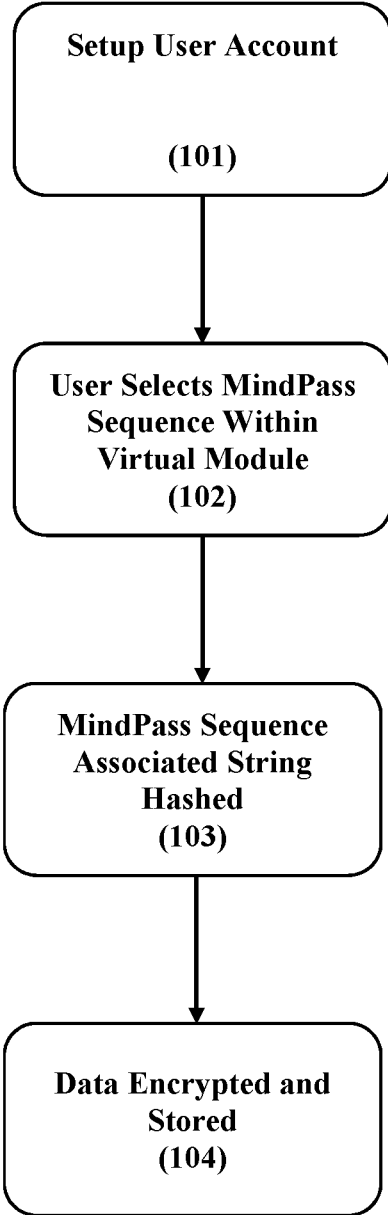 Setup User Account
(101)
User Selects MindPass
Sequence Within
Virtual Module
(102)
MindPass Sequence
Associated String
Hashed
(103)
Data Encrypted and
Stored
(104)